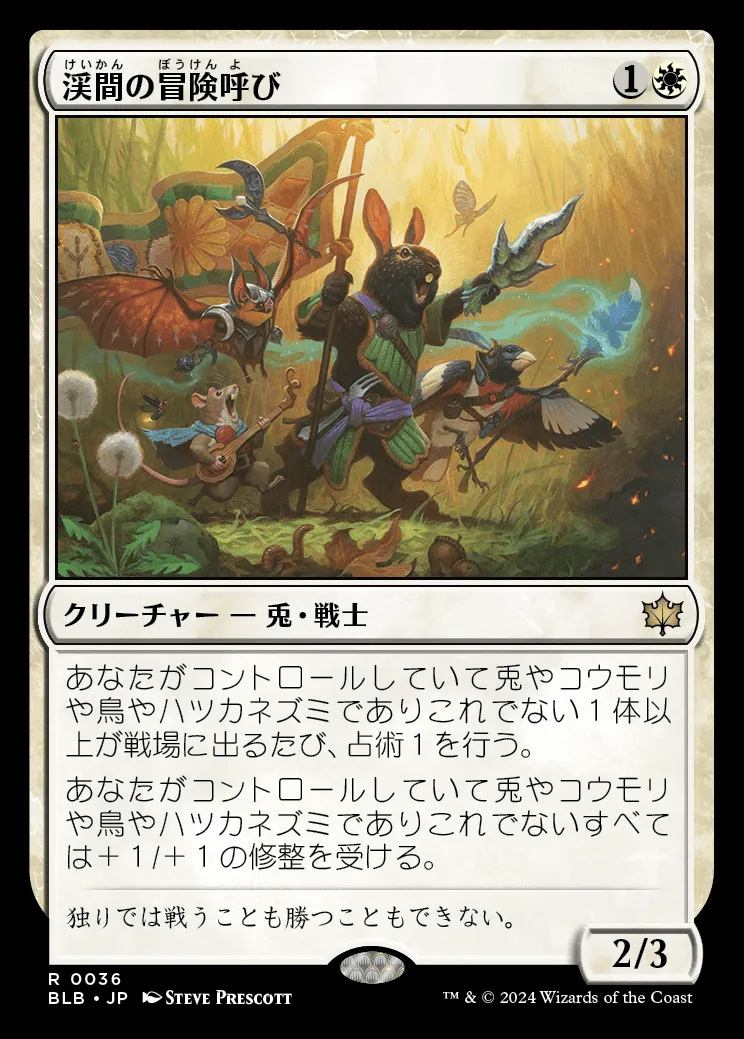 けいかん ぼうけん よ
渓間の冒険呼び
1
クリーチャー — 兎・戦士
あなたがコントロールしていて兎やコウモリ
や鳥やハツカネズミでありこれでない1体以
上が戦場に出るたび、占術1を行う。
あなたがコントロールしていて兎やコウモリ
や鳥やハツカネズミでありこれでないすべて
は+1/+1の修整を受ける。
独りでは戦うことも勝つこともできない。
2/3
R 0036
BLB • JP STEVE PRESCOTT
™ & © 2024 Wizards of the Coast